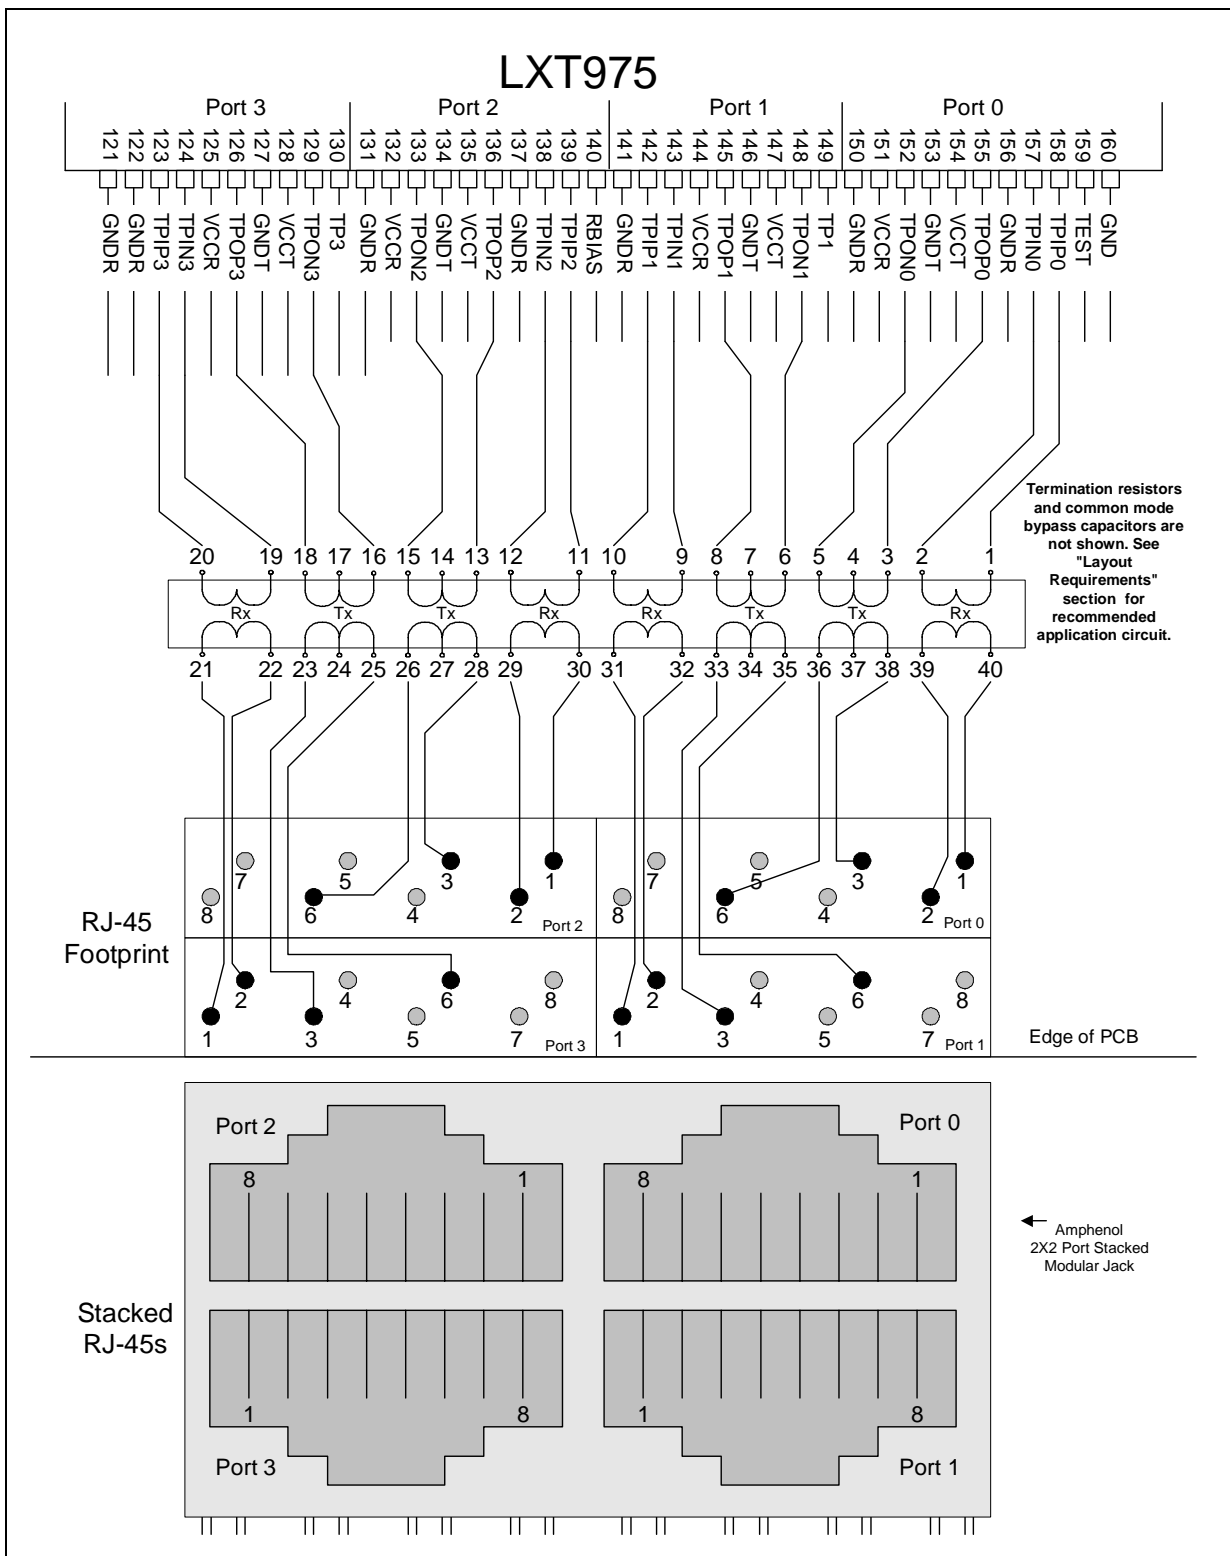 LXT975
Port 3 Port 2 Port 1 Port 0
121 122 123 124 125 126 127 128 129 130 131 132 133 134 135 136 137 138 139 140 141 142 143 144 145 146 147 148 149 150 151 152 153 154 155 156 157 158 159 160
GNDR GNDR TPIP3 TPIN3 VCCR TPOP3 GNDT VCCT TPON3 TP3 GNDR VCCR TPON2 GNDT VCCT TPOP2 GNDR TPIN2 TPIP2 RBIAS GNDR TPIP1 TPIN1 VCCR TPOP1 GNDT VCCT TPON1 TP1 GNDR VCCR TPON0 GNDT VCCT TPOP0 GNDR TPIN0 TPIP0 TEST GND
Termination resistors
and common mode
bypass capacitors are
not shown. See
"Layout
Requirements"
section for
recommended
application circuit.
20 19 18 17 16 15 14 13 12 11 10 9 8 7 6 5 4 3 2 1
Rx Tx Tx Rx Rx Tx Tx Rx
21 22 23 24 25 26 27 28 29 30 31 32 33 34 35 36 37 38 39 40
7 5 3 1 7 5 3 1
8 6 4 2 Port 2 8 6 4 2 Port 0
RJ-45
Footprint
2 4 6 8 2 4 6 8
1 3 5 7 Port 3 1 3 5 7 Port 1
Edge of PCB
Port 2 Port 0
8 1 8 1
Amphenol
2X2 Port Stacked
Modular Jack
Stacked
RJ-45s
1 8 1 8
Port 3 Port 1